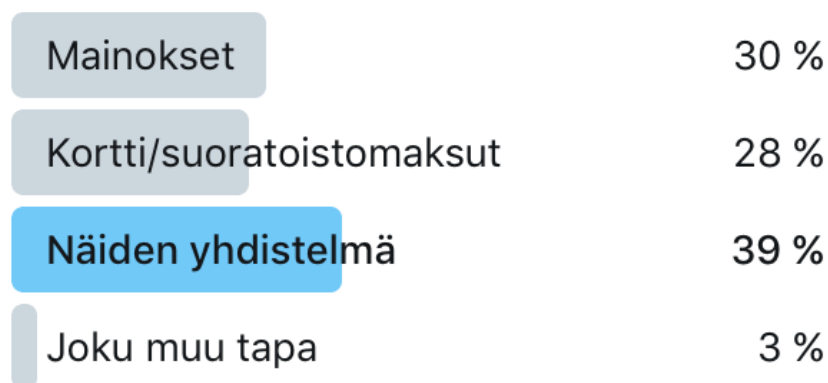 Mainokset 30 %
Kortti/suoratoistomaksut 28 %
Näiden yhdistelmä 39 %
Joku muu tapa 3 %